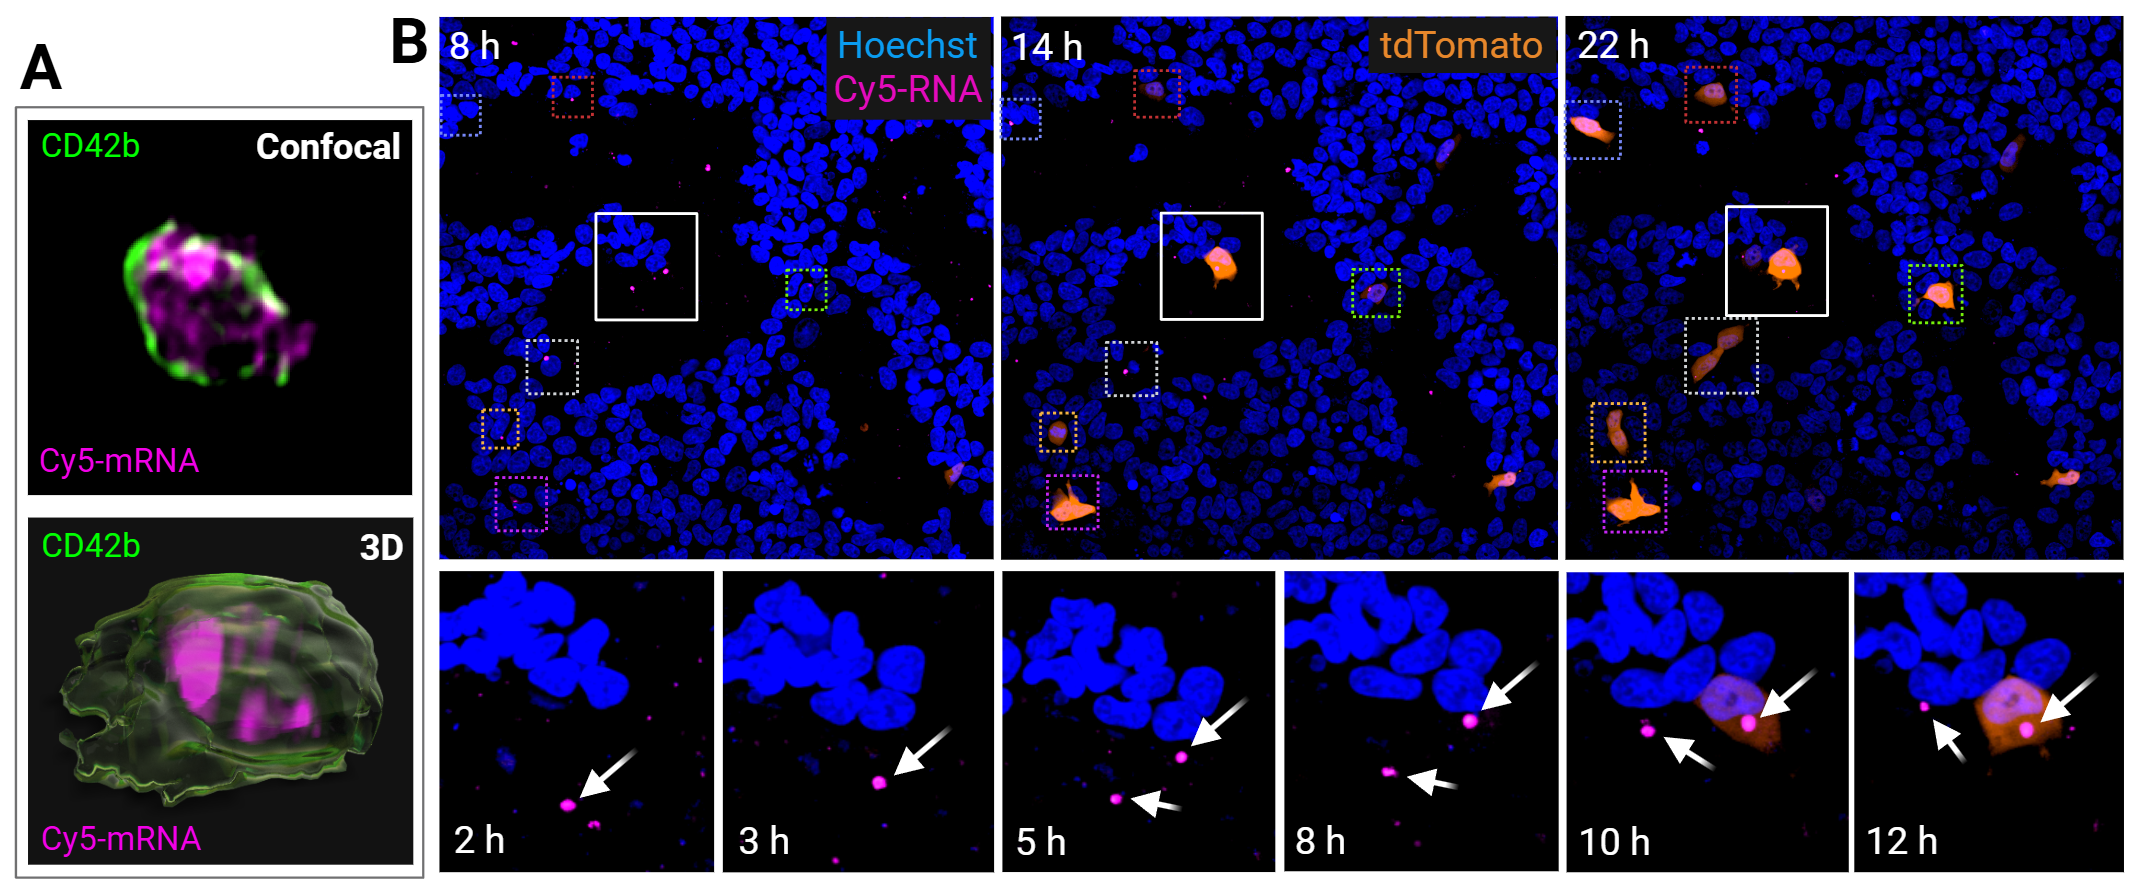 A
CD42b
Confocal
Cy5-mRNA
CD42b
3D
Cy5-mRNA
B
8 h
Hoechst
Cy5-RNA
14 h
tdTomato
22 h
2 h
3 h
5 h
8 h
10 h
12 h